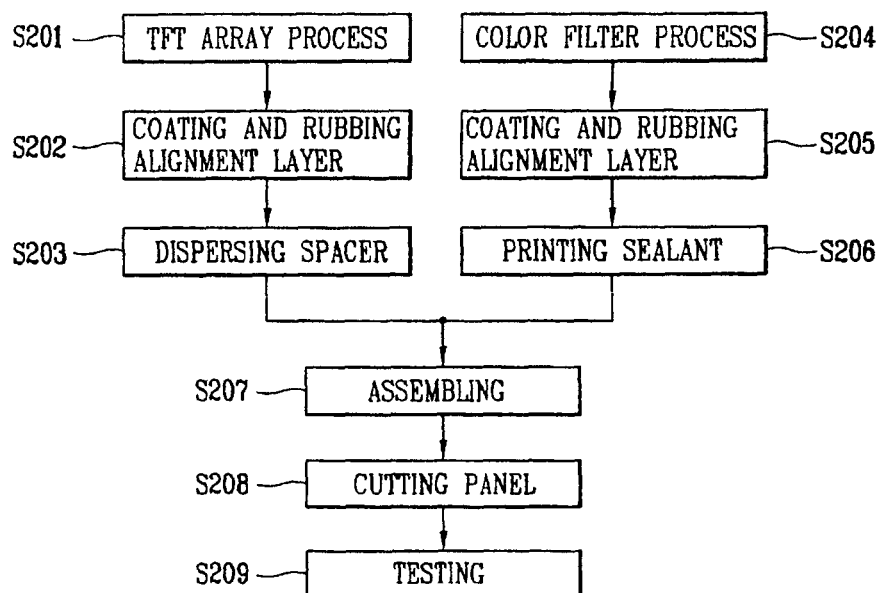 S201 TFT ARRAY PROCESS
COLOR FILTER PROCESS S204
S202 COATING AND RUBBING
ALIGNMENT LAYER
COATING AND RUBBING
ALIGNMENT LAYER S205
S203 DISPERSING SPACER
PRINTING SEALANT S206
S207 ASSEMBLING
S208 CUTTING PANEL
S209 TESTING